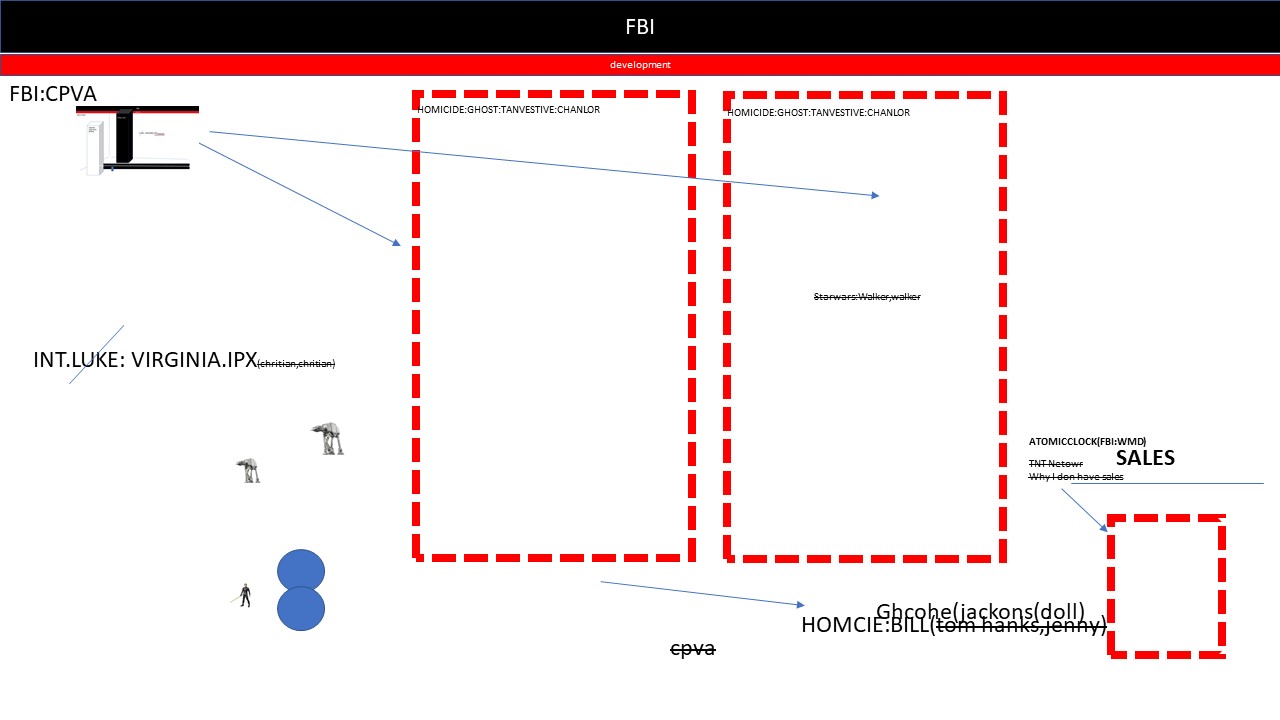 FBI
development
FBI:CPVA
HOMICIDE:GHOST:TANVESTIVE:CHANLOR
HOMICIDE:GHOST:TANVESTIVE:CHANLOR
Starwars:Walker,walker
INT.LUKE: VIRGINIA.IPX(chritian,chritian)
ATOMICCLOCK(FBI:WMD)
TNT Netowr
SALES
Why I don have sales
Ghcohe(jackons(doll)
HOMCIE:BILL(tom hanks,jenny)
cpva